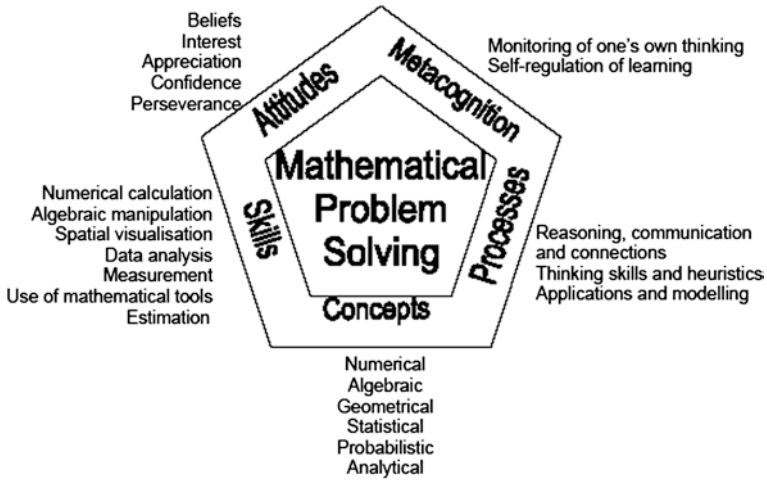 Beliefs
Interest
Appreciation
Confidence
Perseverance
Attitudes
Metacognition
Monitoring of one's own thinking
Self-regulation of learning
Mathematical
Problem
Solving
Numerical calculation
Algebraic manipulation
Spatial visualisation
Data analysis
Measurement
Use of mathematical tools
Estimation
Skills
Processes
Reasoning, communication
and connections
Thinking skills and heuristics
Applications and modelling
Concepts
Numerical
Algebraic
Geometrical
Statistical
Probabilistic
Analytical